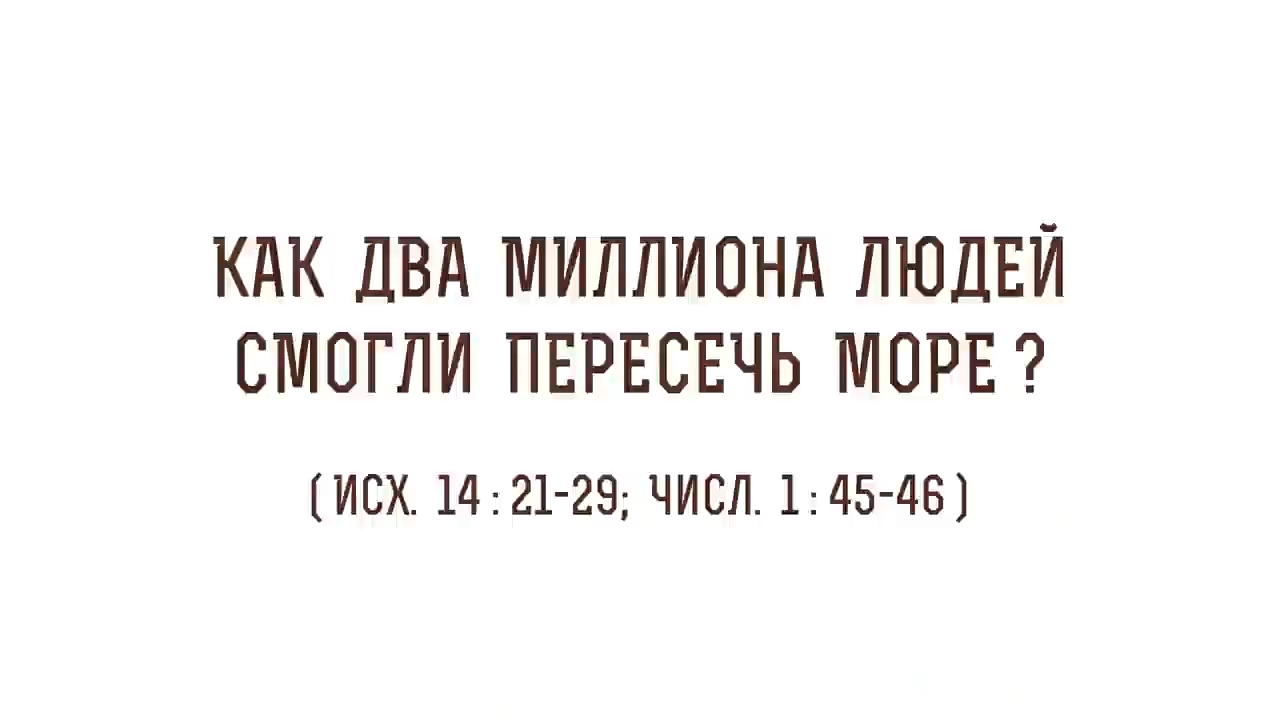 КАК ДВА МИЛЛИОНА ЛЮДЕЙ
СМОГЛИ ПЕРЕСЕЧЬ МОРЕ?
(ИСХ. 14:21-29; ЧИСЛ. 1:45-46)